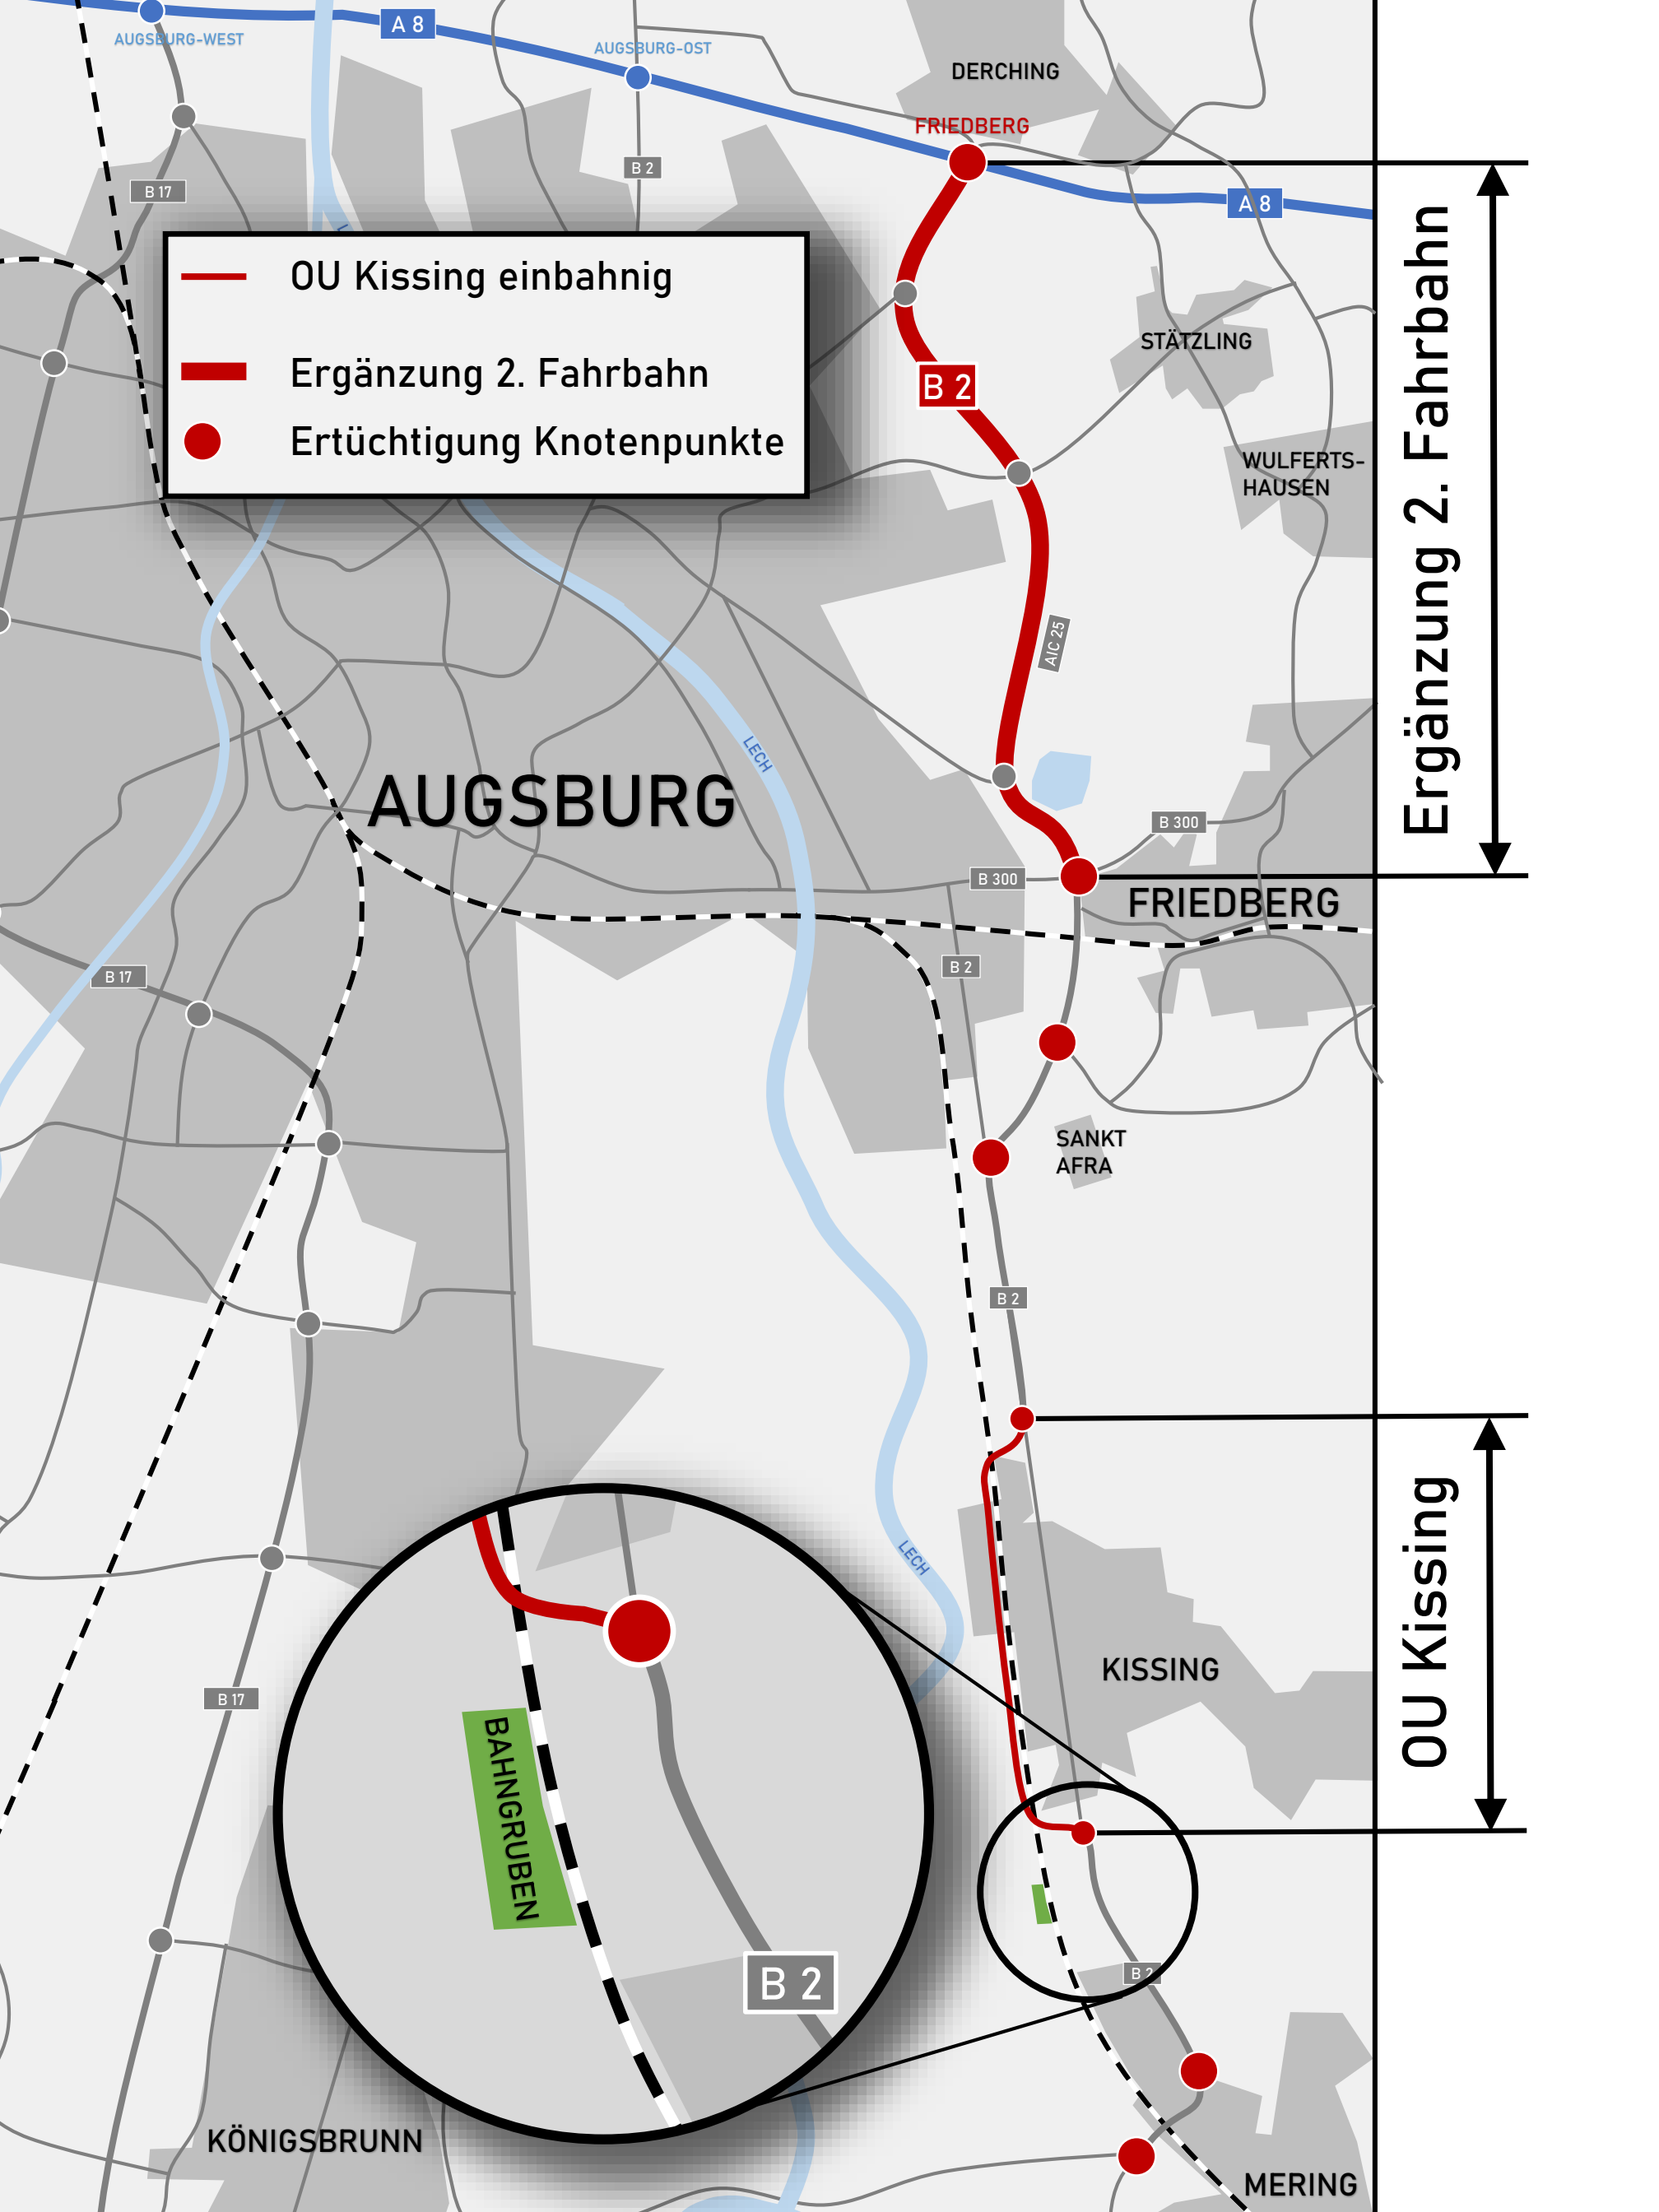 A 8
AUGSBURG-WEST
AUGSBURG-OST
DERCHING
FRIEDBERG
B 2
B 17
A 8
OU Kissing einbahnig
Ergänzung 2. Fahrbahn
Ertüchtigung Knotenpunkte
STÄTZLING
B 2
WULFERTS-
HAUSEN
Ergänzung 2. Fahrbahn
AIC 25
LECH
AUGSBURG
B 300
B 300
FRIEDBERG
B 2
B 17
SANKT
AFRA
B 2
LECH
KISSING
OU Kissing
B 17
BAHNGRUBEN
B 2
B 2
KÖNIGSBRUNN
MERING